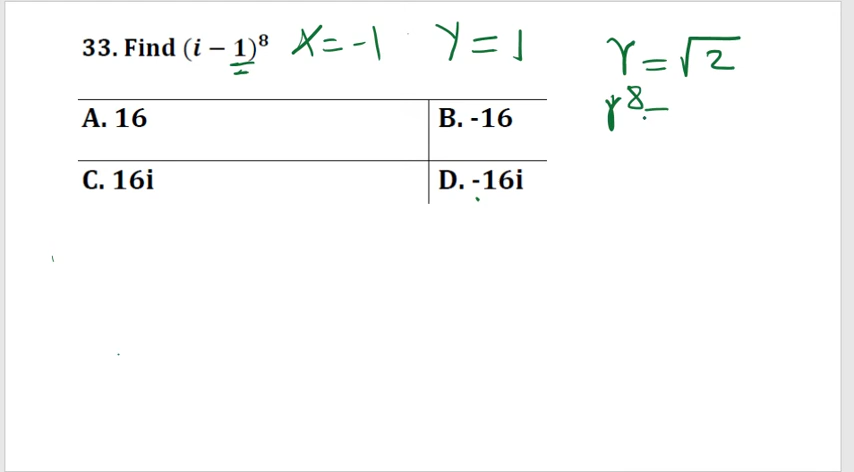 33. Find (i − 1)⁸ x = -1 y = 1 r = √2
r⁸ =
A. 16 B. -16
C. 16i D. -16i